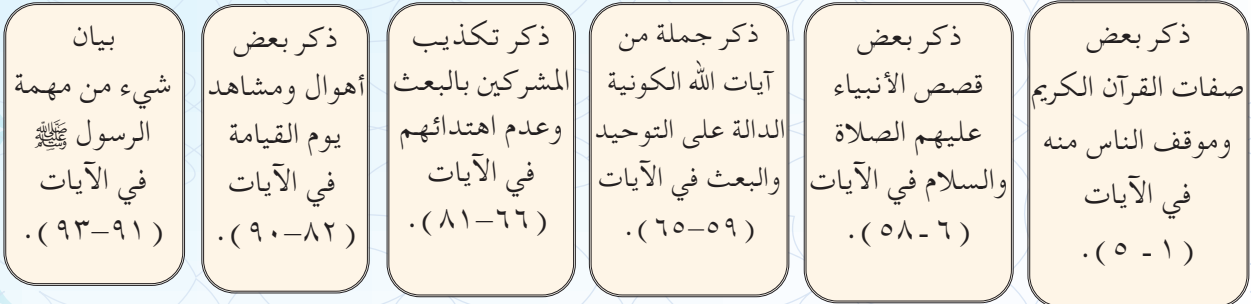 ذكر بعض
صفات القرآن الكريم
وموقف الناس منه
في الآيات
(١ - ٥).
ذكر بعض
قصص الأنبياء
عليهم الصلاة
والسلام في الآيات
(٦ - ٥٨).
ذكر جملة من
آيات الله الكونية
الدالة على التوحيد
والبعث في الآيات
(٥٩–٦٥).
ذكر تكذيب
المشركين بالبعث
وعدم اهتدائهم
في الآيات
(٦٦–٨١).
ذكر بعض
أهوال ومشاهد
يوم القيامة
في الآيات
(٨٢–٩٠).
بيان
شيء من مهمة
الرسول ﷺ
في الآيات
(٩١–٩٣).